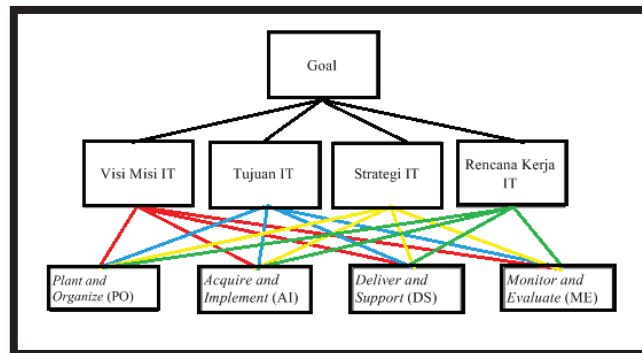 Goal
Visi Misi IT
Tujuan IT
Strategi IT
Rencana Kerja
IT
Plant and
Organize (PO)
Acquire and
Implement (AI)
Deliver and
Support (DS)
Monitor and
Evaluate (ME)